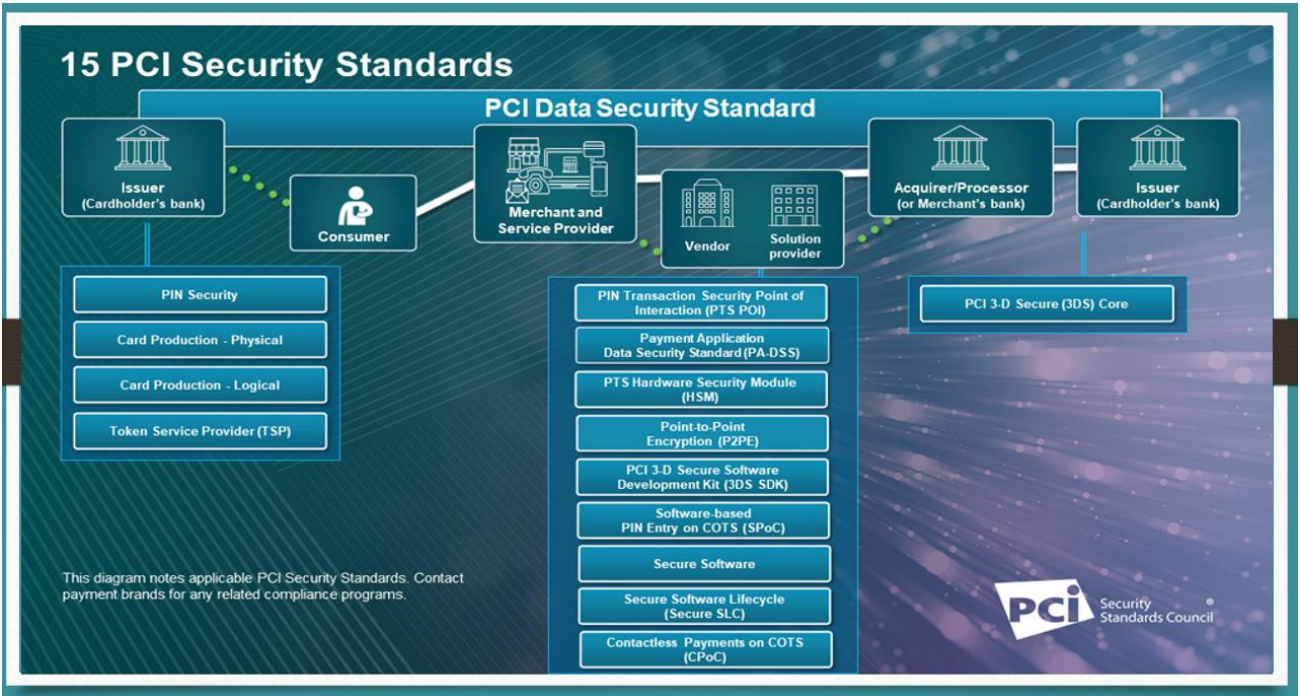 15 PCI Security Standards
PCI Data Security Standard
Issuer
(Cardholder's bank)
Consumer
Merchant and
Service Provider
Vendor
Solution
provider
Acquirer/Processor
(or Merchant's bank)
Issuer
(Cardholder's bank)
PIN Security
Card Production - Physical
Card Production - Logical
Token Service Provider (TSP)
PIN Transaction Security Point of
Interaction (PTS POI)
Payment Application
Data Security Standard (PA-DSS)
PTS Hardware Security Module
(HSM)
Point-to-Point
Encryption (P2PE)
PCI 3-D Secure Software
Development Kit (3DS SDK)
Software-based
PIN Entry on COTS (SPoC)
Secure Software
Secure Software Lifecycle
(Secure SLC)
Contactless Payments on COTS
(CPoC)
PCI 3-D Secure (3DS) Core
This diagram notes applicable PCI Security Standards. Contact
payment brands for any related compliance programs.
PCI
Security
Standards Council
®